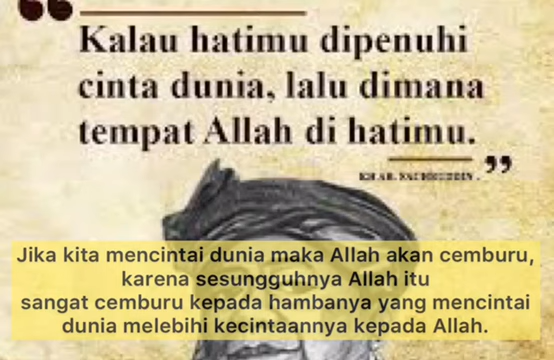 “
Kalau hatimu dipenuhi
cinta dunia, lalu dimana
tempat Allah di hatimu.
”
Jika kita mencintai dunia maka Allah akan cemburu,
karena sesungguhnya Allah itu
sangat cemburu kepada hambanya yang mencintai
dunia melebihi kecintaannya kepada Allah.